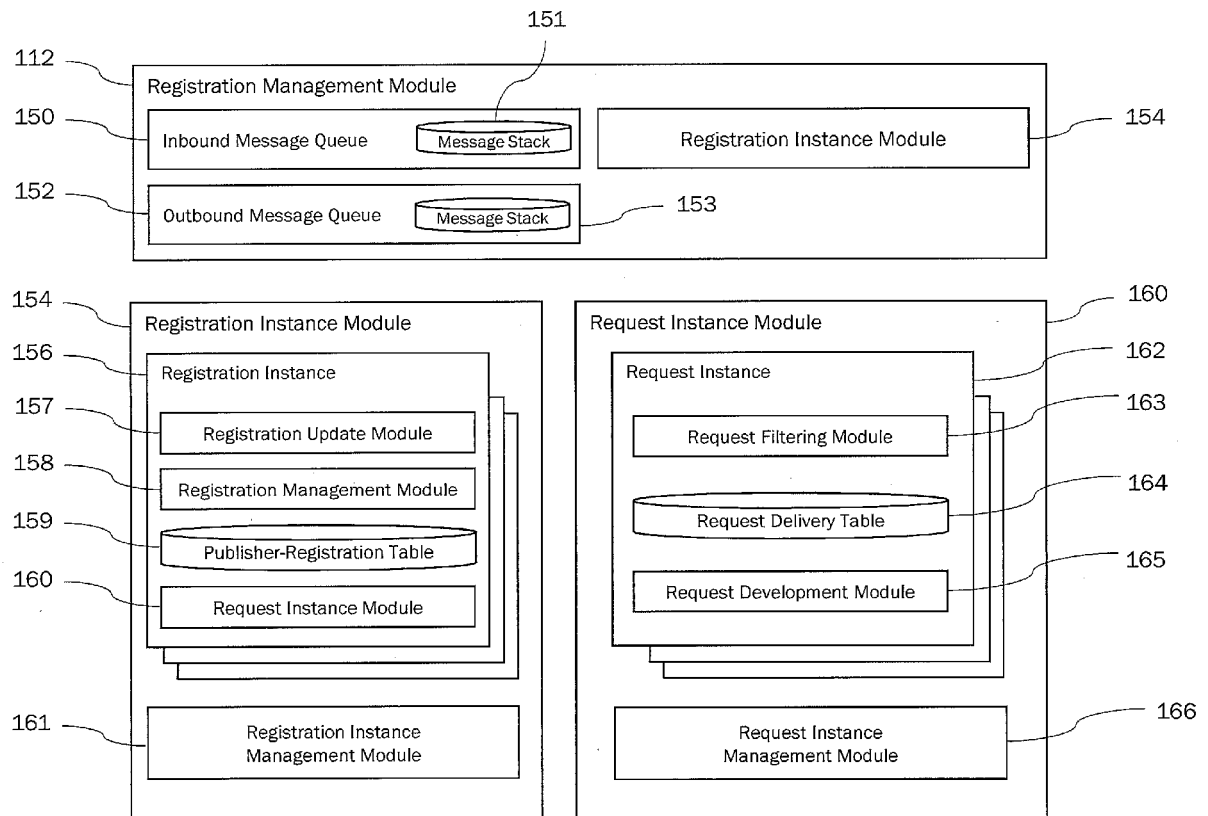 151
112
Registration Management Module
150
Inbound Message Queue
Message Stack
Registration Instance Module
154
152
Outbound Message Queue
Message Stack
153
154
Registration Instance Module
156
Registration Instance
157
Registration Update Module
158
Registration Management Module
159
Publisher-Registration Table
160
Request Instance Module
161
Registration Instance
Management Module
160
Request Instance Module
162
Request Instance
163
Request Filtering Module
164
Request Delivery Table
165
Request Development Module
166
Request Instance
Management Module